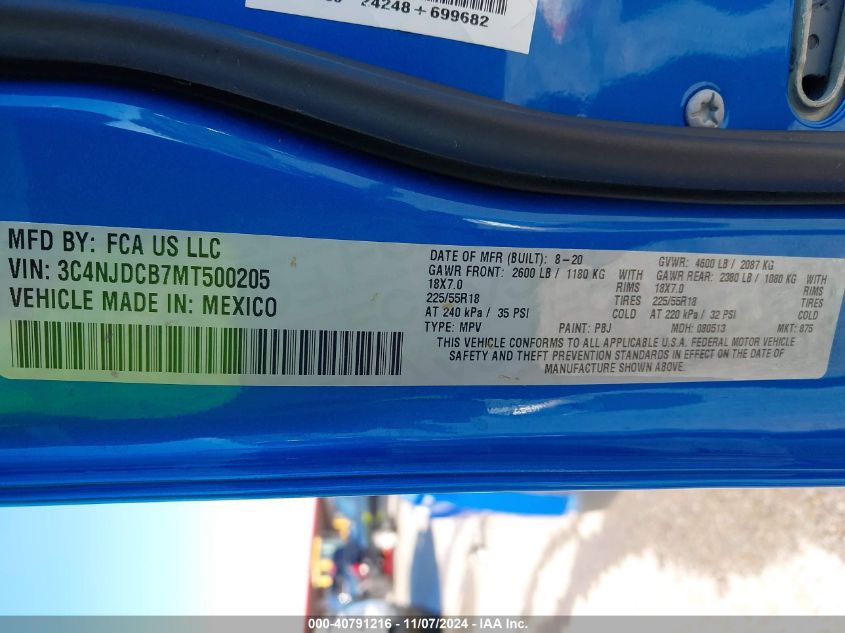 24248+699682
MFD BY: FCA US LLC
VIN: 3C4NJDCB7MT500205
VEHICLE MADE IN: MEXICO
DATE OF MFR (BUILT): 8-20 GVWR: 4600 LB / 2087 KG
GAWR FRONT: 2600 LB / 1180 KG WITH GAWR REAR: 2380 LB / 1080 KG WITH
18X7.0 RIMS 18X7.0 RIMS
225/55R18 TIRES 225/55R18 TIRES
AT 240 kPa / 35 PSI COLD AT 220 kPa / 32 PSI COLD
TYPE: MPV PAINT: PBJ MDH: 080513 MKT: 875
THIS VEHICLE CONFORMS TO ALL APPLICABLE U.S.A. FEDERAL MOTOR VEHICLE
SAFETY AND THEFT PREVENTION STANDARDS IN EFFECT ON THE DATE OF
MANUFACTURE SHOWN ABOVE.
000-40791216 - 11/07/2024 - IAA Inc.